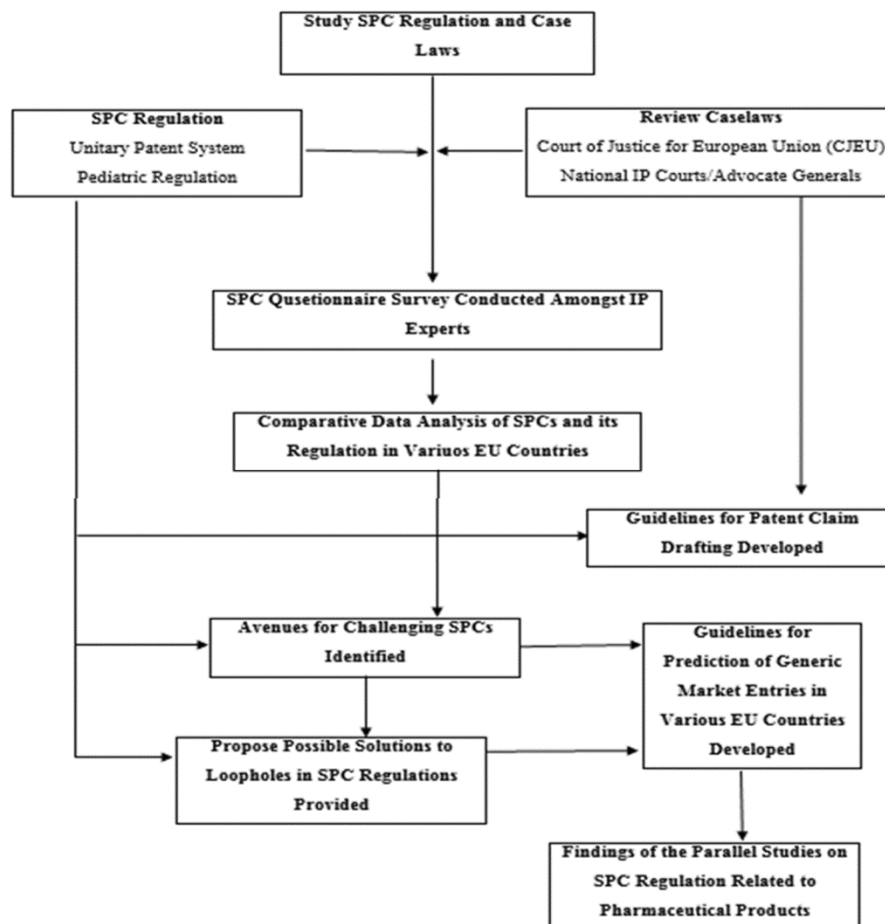 Study SPC Regulation and Case
Laws
SPC Regulation
Unitary Patent System
Pediatric Regulation
Review Caselaws
Court of Justice for European Union (CJEU)
National IP Courts/Advocate Generals
SPC Qusetionnaire Survey Conducted Amongst IP
Experts
Comparative Data Analysis of SPCs and its
Regulation in Variuos EU Countries
Guidelines for Patent Claim
Drafting Developed
Avenues for Challenging SPCs
Identified
Guidelines for
Prediction of Generic
Market Entries in
Various EU Countries
Developed
Propose Possible Solutions to
Loopholes in SPC Regulations
Provided
Findings of the Parallel Studies on
SPC Regulation Related to
Pharmaceutical Products